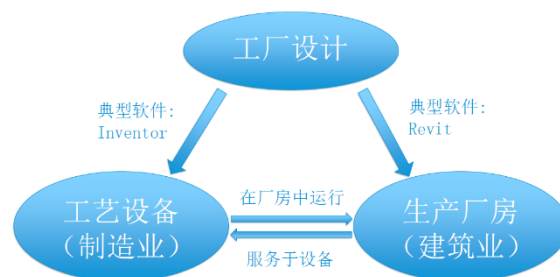 工厂设计
典型软件:
Inventor
典型软件:
Revit
工艺设备
（制造业）
在厂房中运行
服务于设备
生产厂房
（建筑业）